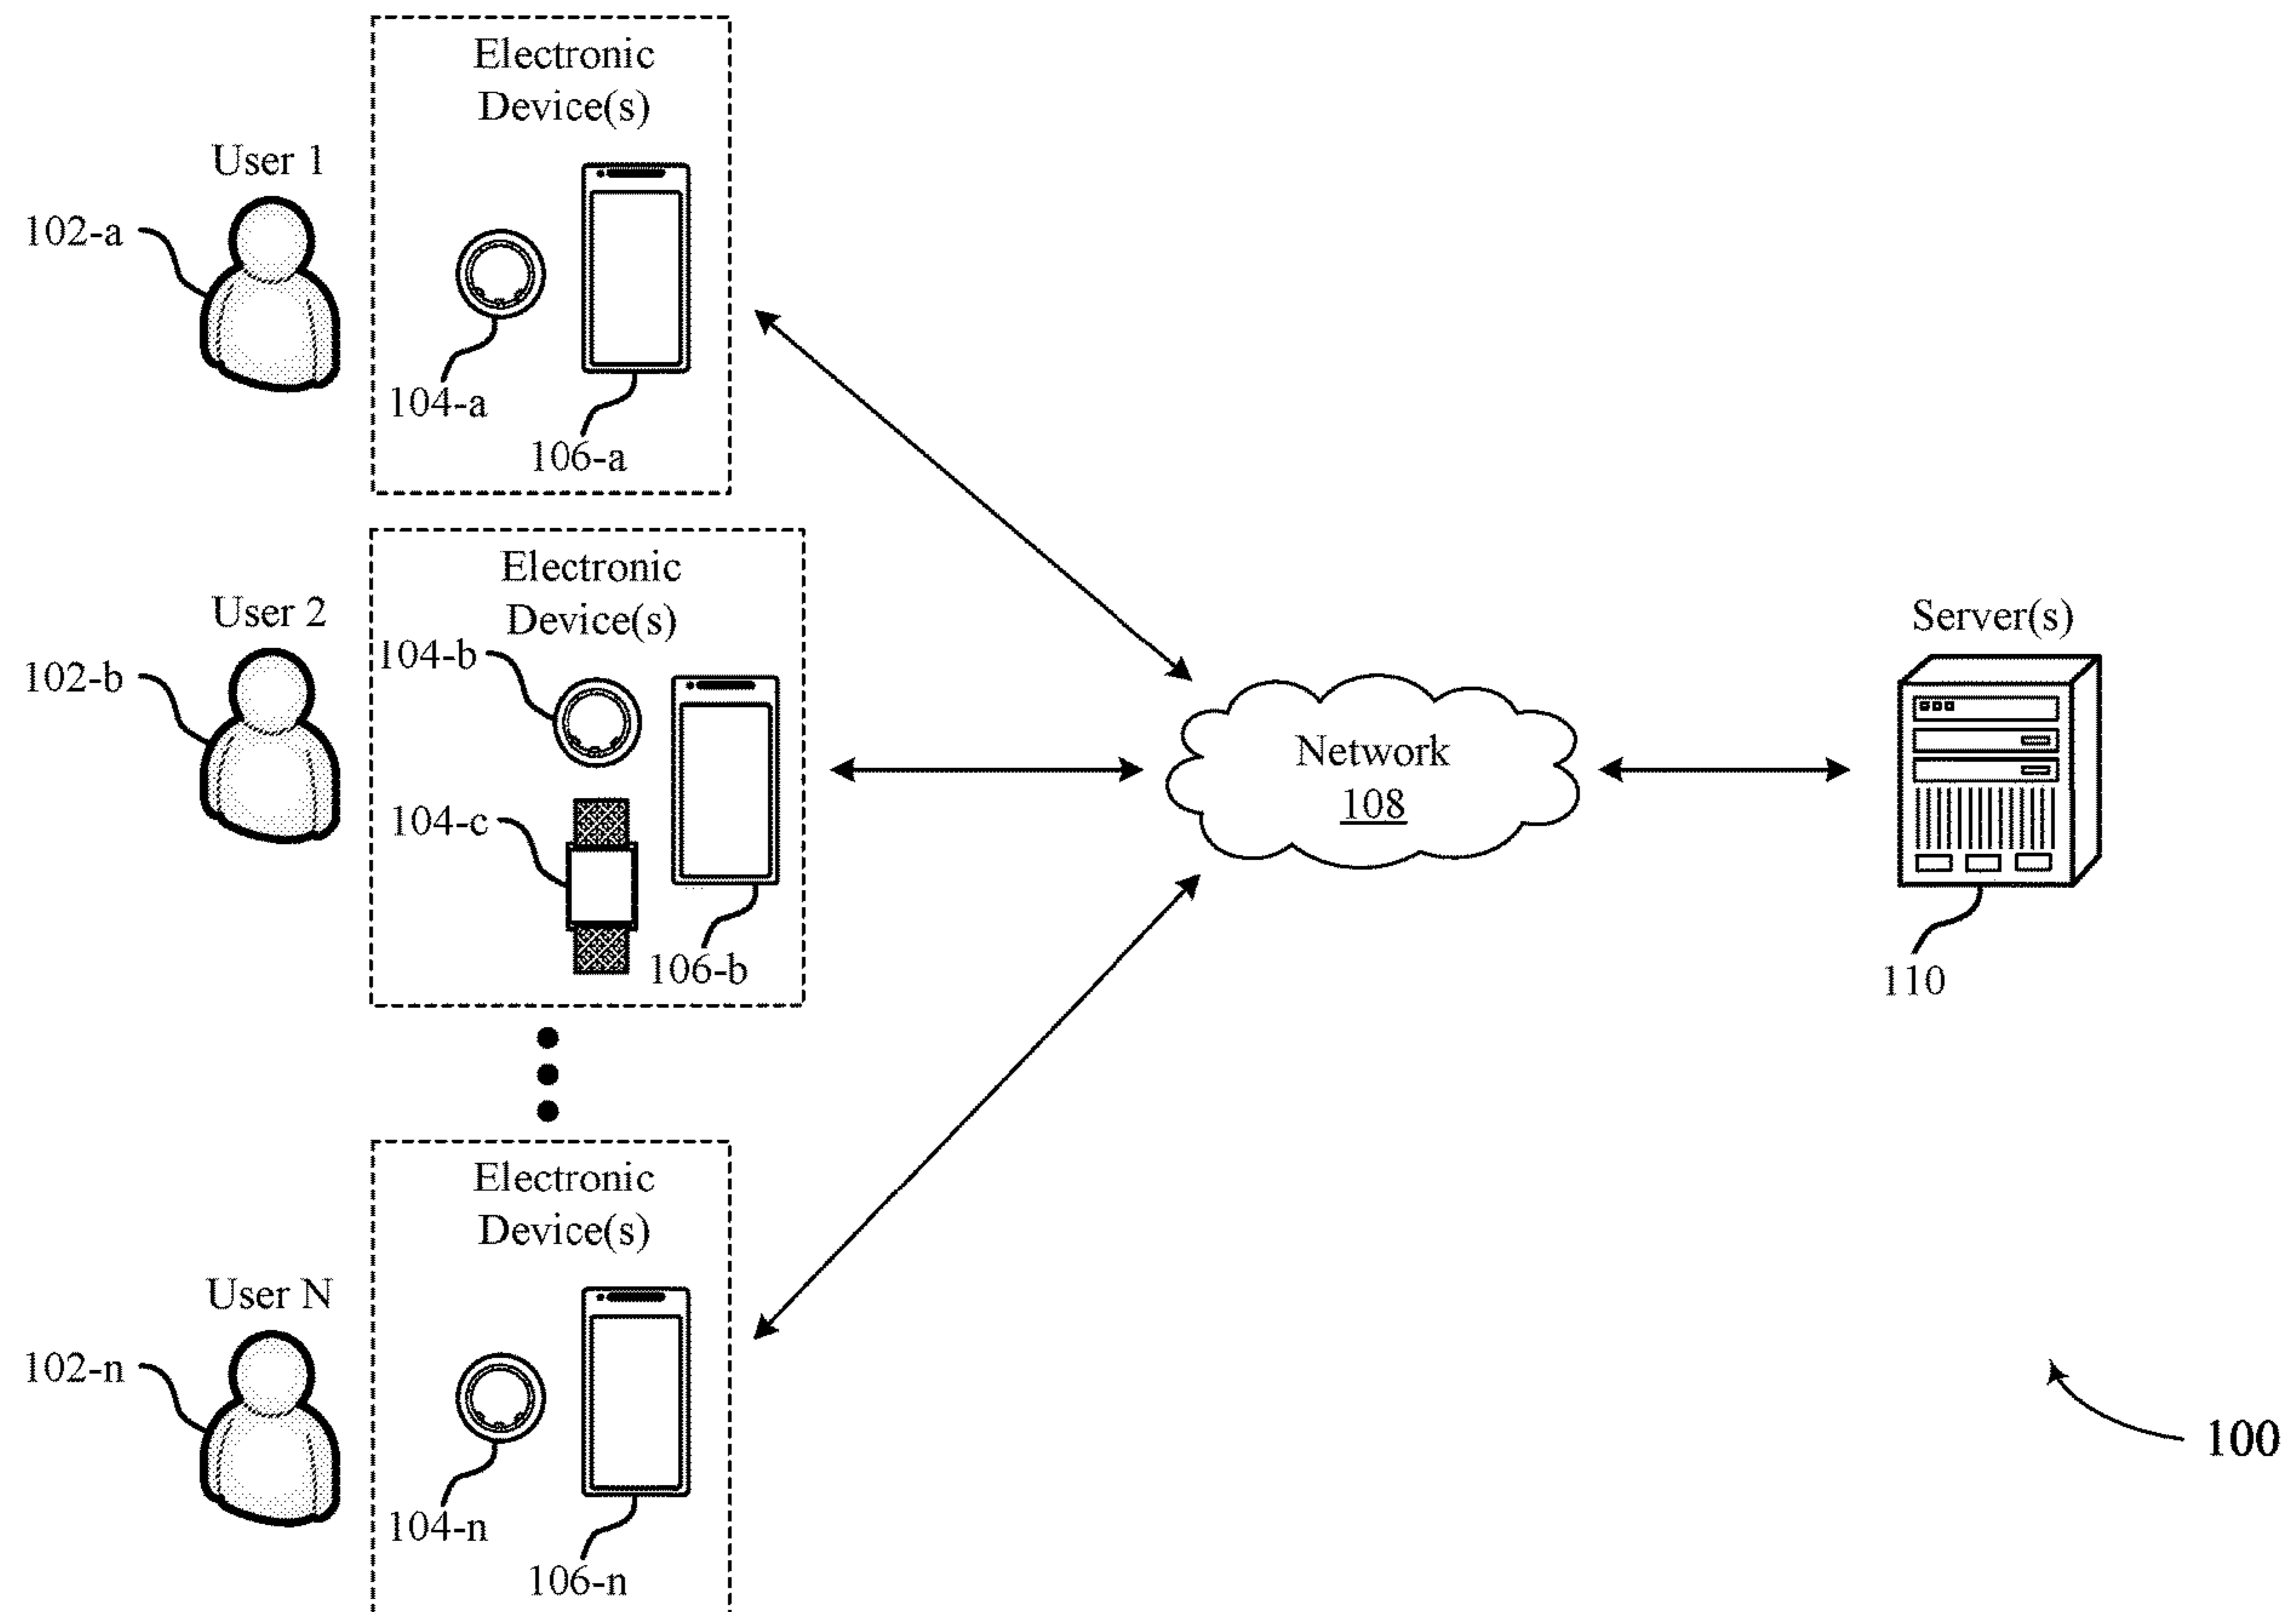 Electronic
Device(s)
User 1
102-a
104-a
106-a
Electronic
Device(s)
User 2
102-b
104-b
104-c
106-b
Network
108
Server(s)
110
Electronic
Device(s)
User N
102-n
104-n
106-n
100